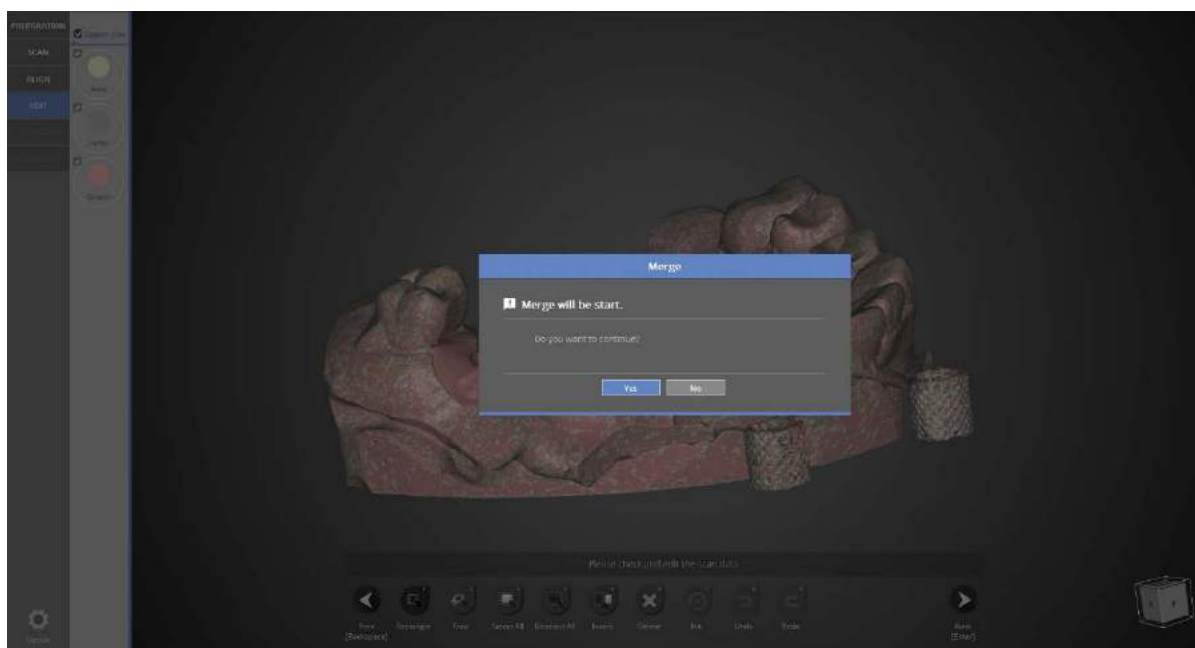 PREPARATION
SCAN
ALIGN
EDIT
Merge
Merge will be start.
Do you want to continue?
Yes No
Please check and edit the scan data
Prev Rectangle Free Select All Deselect All Invert Delete Undo Redo Next
[Backspace] [Enter]
Option